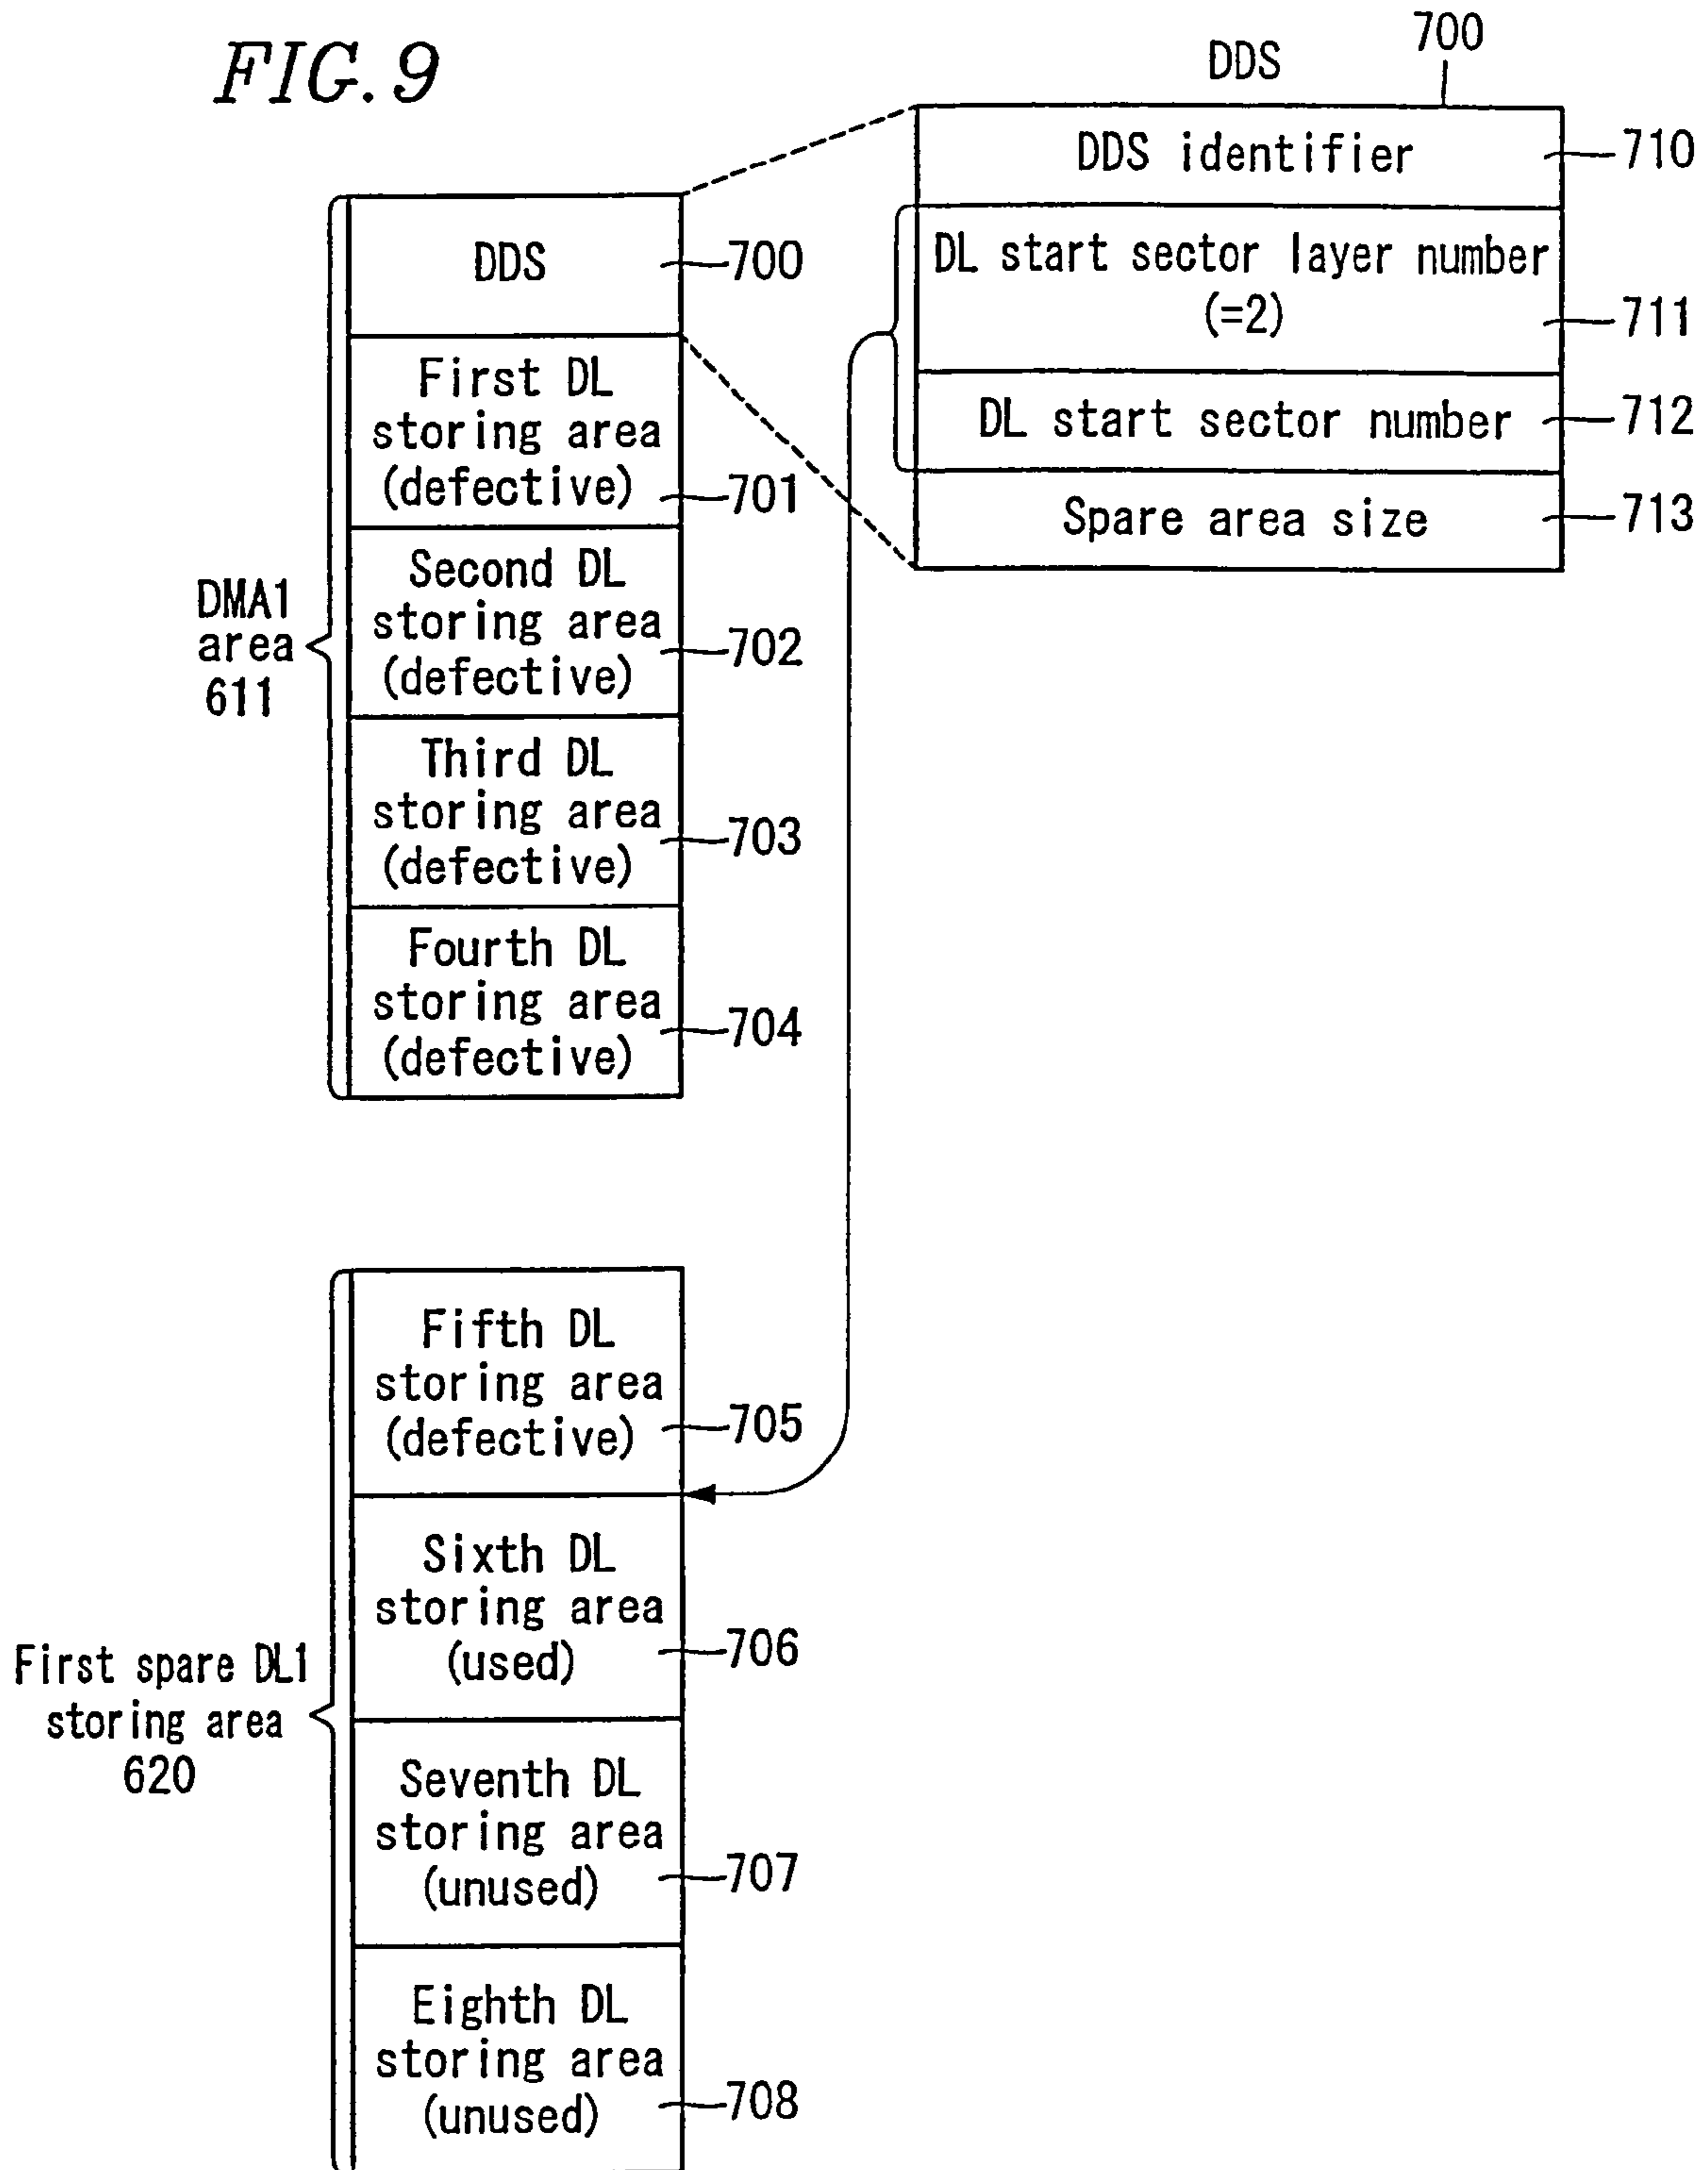 FIG. 9
DDS
700
DDS identifier
710
DL start sector layer number
(=2)
711
DL start sector number
712
Spare area size
713
DMA1
area
611
DDS
700
First DL
storing area
(defective)
701
Second DL
storing area
(defective)
702
Third DL
storing area
(defective)
703
Fourth DL
storing area
(defective)
704
First spare DL1
storing area
620
Fifth DL
storing area
(defective)
705
Sixth DL
storing area
(used)
706
Seventh DL
storing area
(unused)
707
Eighth DL
storing area
(unused)
708